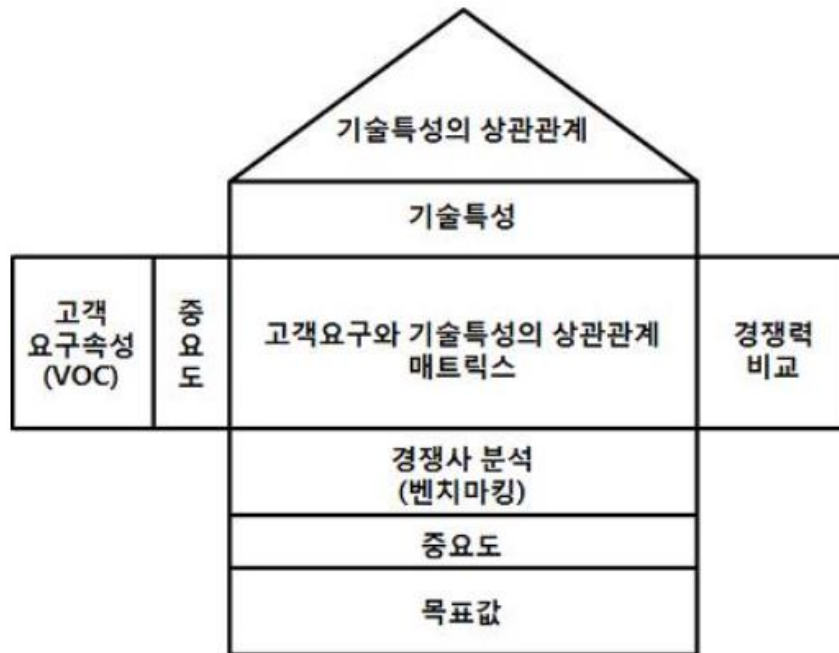 기술특성의 상관관계
기술특성
고객
요구속성
(VOC)
중
요
도
고객요구와 기술특성의 상관관계
매트릭스
경쟁력
비교
경쟁사 분석
(벤치마킹)
중요도
목표값